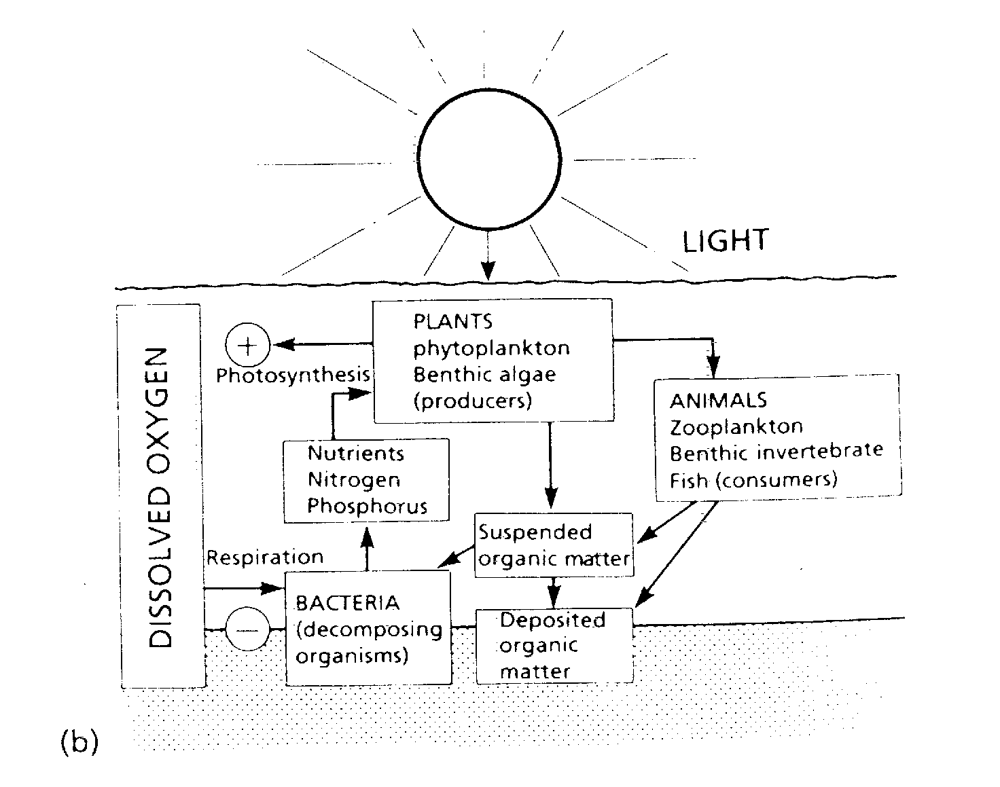 LIGHT
DISSOLVED OXYGEN
+
Photosynthesis
PLANTS
phytoplankton
Benthic algae
(producers)
ANIMALS
Zooplankton
Benthic invertebrate
Fish (consumers)
Nutrients
Nitrogen
Phosphorus
Suspended
organic matter
Respiration
BACTERIA
(decomposing
organisms)
−
Deposited
organic
matter
(b)